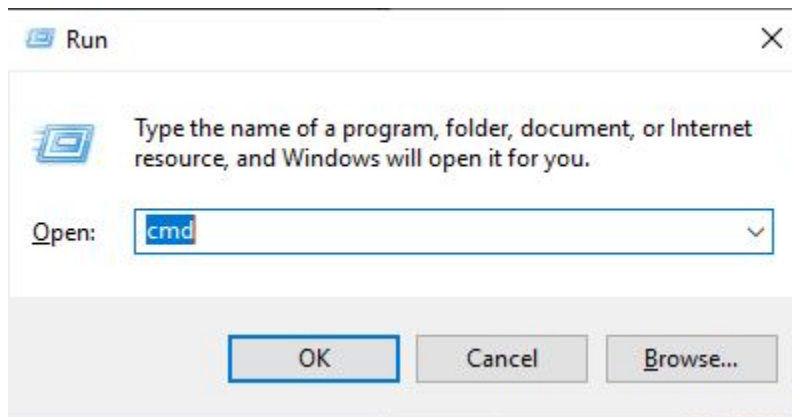 Run
Type the name of a program, folder, document, or Internet
resource, and Windows will open it for you.
Open: cmd
OK Cancel Browse...